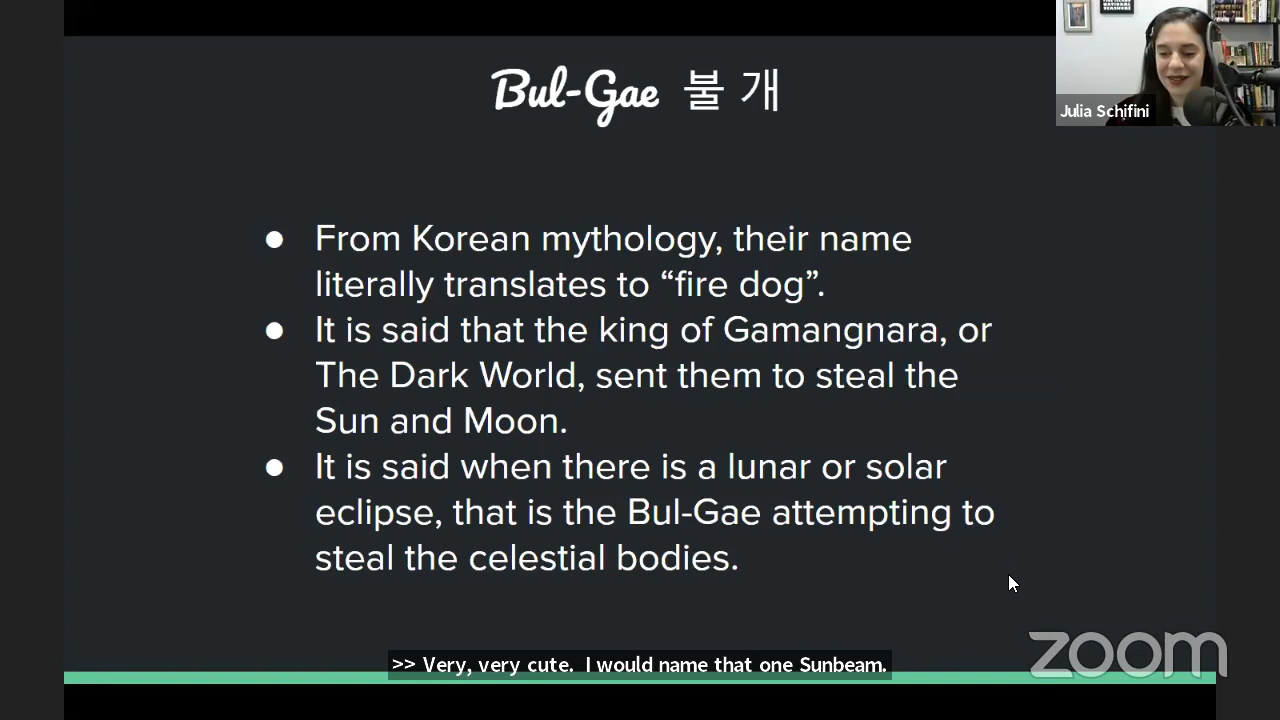 Bul-Gae 불개
Julia Schifini
● From Korean mythology, their name
literally translates to “fire dog”.
● It is said that the king of Gamangnara, or
The Dark World, sent them to steal the
Sun and Moon.
● It is said when there is a lunar or solar
eclipse, that is the Bul-Gae attempting to
steal the celestial bodies.
>> Very, very cute.  I would name that one Sunbeam.
zoom